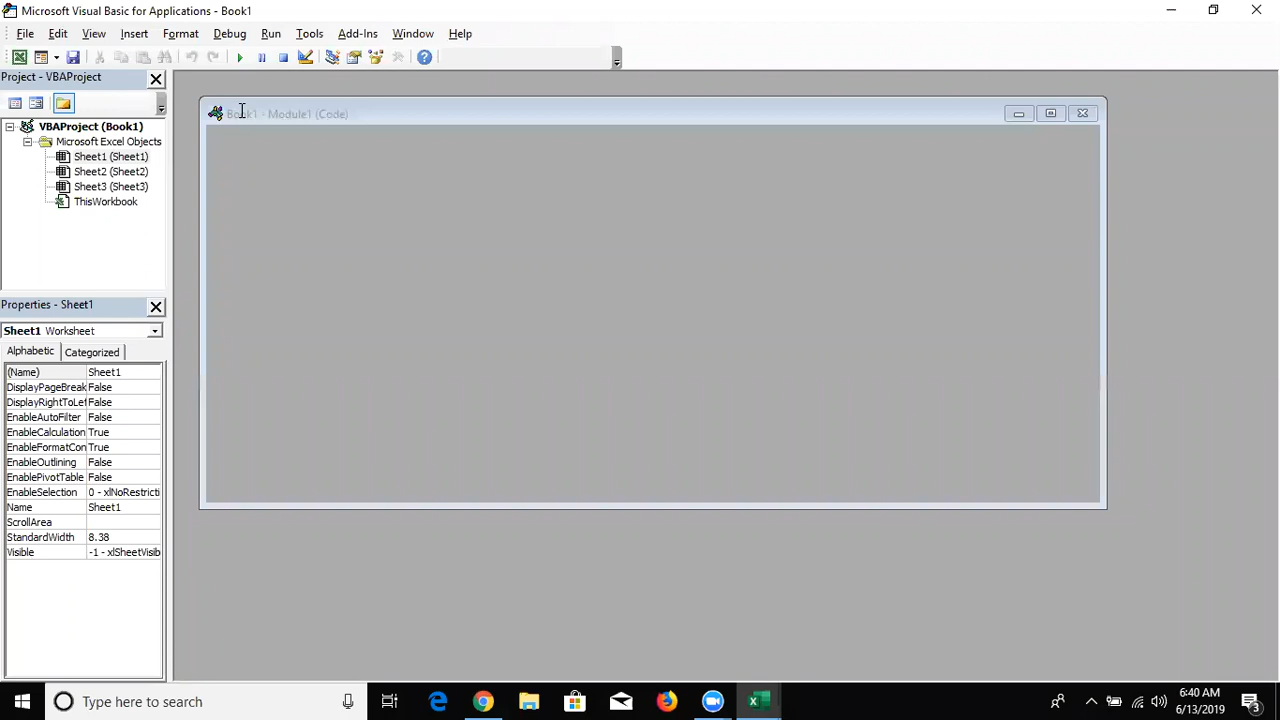 Microsoft Visual Basic for Applications - Book1
File Edit View Insert Format Debug Run Tools Add-Ins Window Help
Project - VBAProject
VBAProject (Book1)
Microsoft Excel Objects
Sheet1 (Sheet1)
Sheet2 (Sheet2)
Sheet3 (Sheet3)
ThisWorkbook
Book1 - Module1 (Code)
Properties - Sheet1
Sheet1 Worksheet
Alphabetic Categorized
(Name) Sheet1
DisplayPageBreak False
DisplayRightToLef False
EnableAutoFilter False
EnableCalculation True
EnableFormatCon True
EnableOutlining False
EnablePivotTable False
EnableSelection 0 - xlNoRestricti
Name Sheet1
ScrollArea
StandardWidth 8.38
Visible -1 - xlSheetVisib
Type here to search
6:40 AM
6/13/2019
3